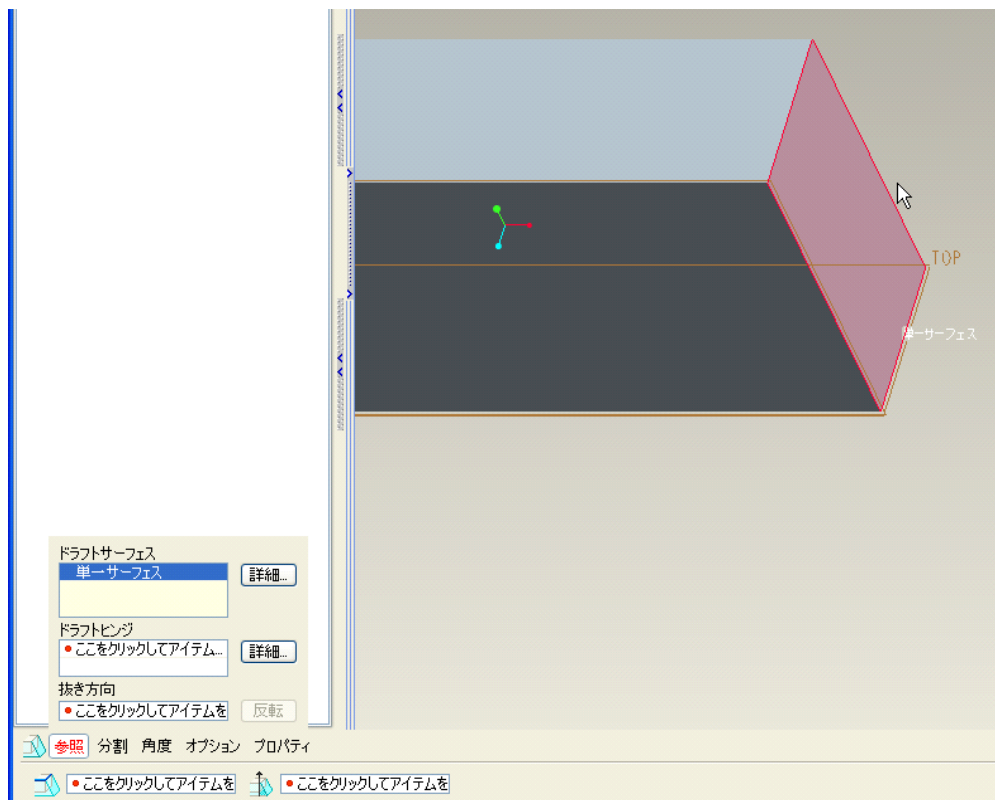 TOP
単一サーフェス
ドラフトサーフェス
単一サーフェス
詳細...
ドラフトヒンジ
ここをクリックしてアイテム...
詳細...
抜き方向
ここをクリックしてアイテムを
反転
参照 分割 角度 オプション プロパティ
ここをクリックしてアイテムを ここをクリックしてアイテムを